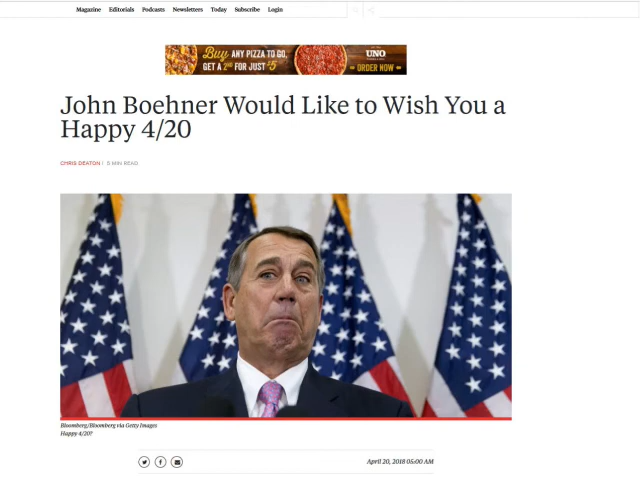 Magazine Editorials Podcasts Newsletters Today Subscribe Login
Buy ANY PIZZA TO GO,
GET A 2ND FOR JUST $5
UNO
ORDER NOW
John Boehner Would Like to Wish You a
Happy 4/20
CHRIS DEATON / 5 MIN READ
Bloomberg/Bloomberg via Getty Images
Happy 4/20?
April 20, 2018 05:00 AM